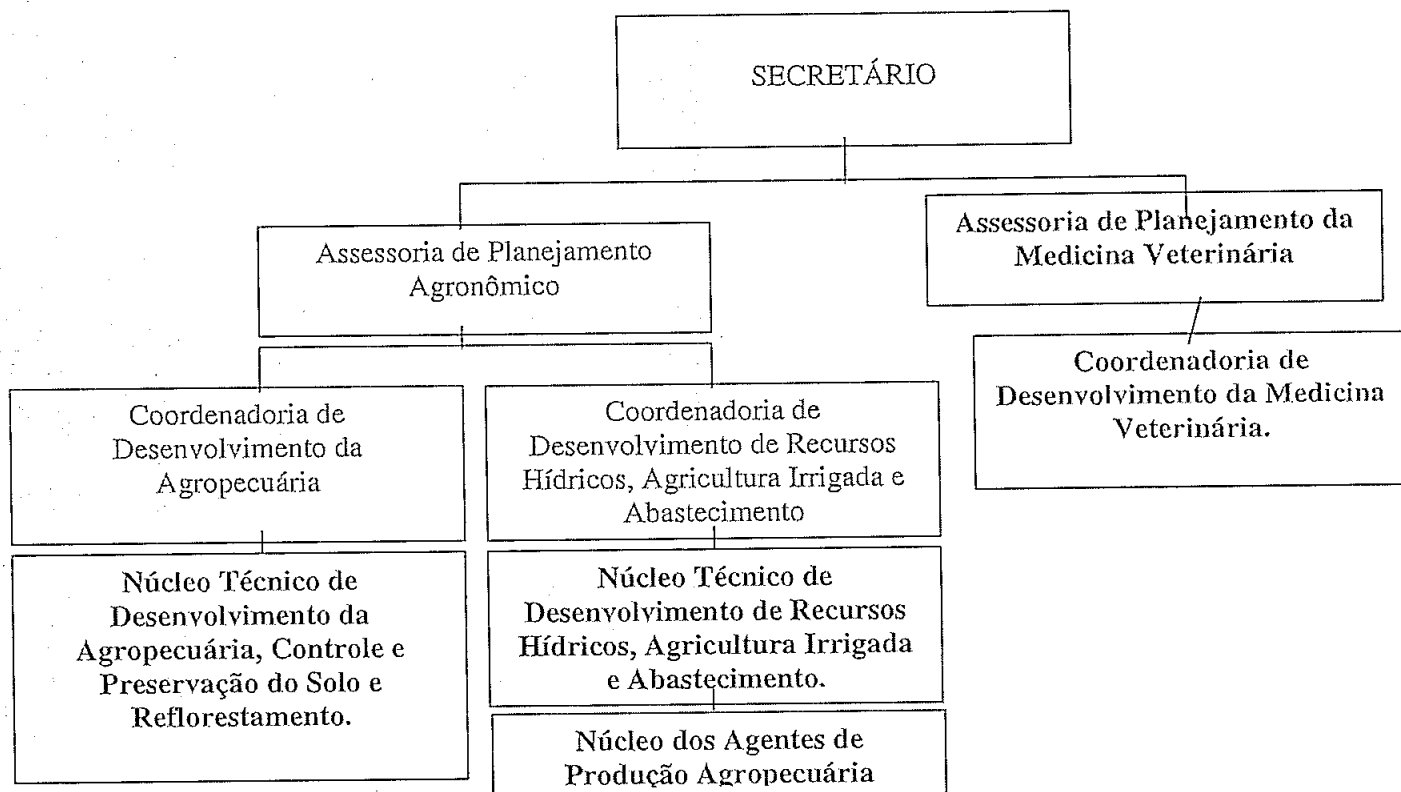 SECRETÁRIO
Assessoria de Planejamento
Agronômico
Assessoria de Planejamento da
Medicina Veterinária
Coordenadoria de
Desenvolvimento da
Agropecuária
Coordenadoria de
Desenvolvimento de Recursos
Hídricos, Agricultura Irrigada e
Abastecimento
Coordenadoria de
Desenvolvimento da Medicina
Veterinária.
Núcleo Técnico de
Desenvolvimento da
Agropecuária, Controle e
Preservação do Solo e
Reflorestamento.
Núcleo Técnico de
Desenvolvimento de Recursos
Hídricos, Agricultura Irrigada
e Abastecimento.
Núcleo dos Agentes de
Produção Agropecuária